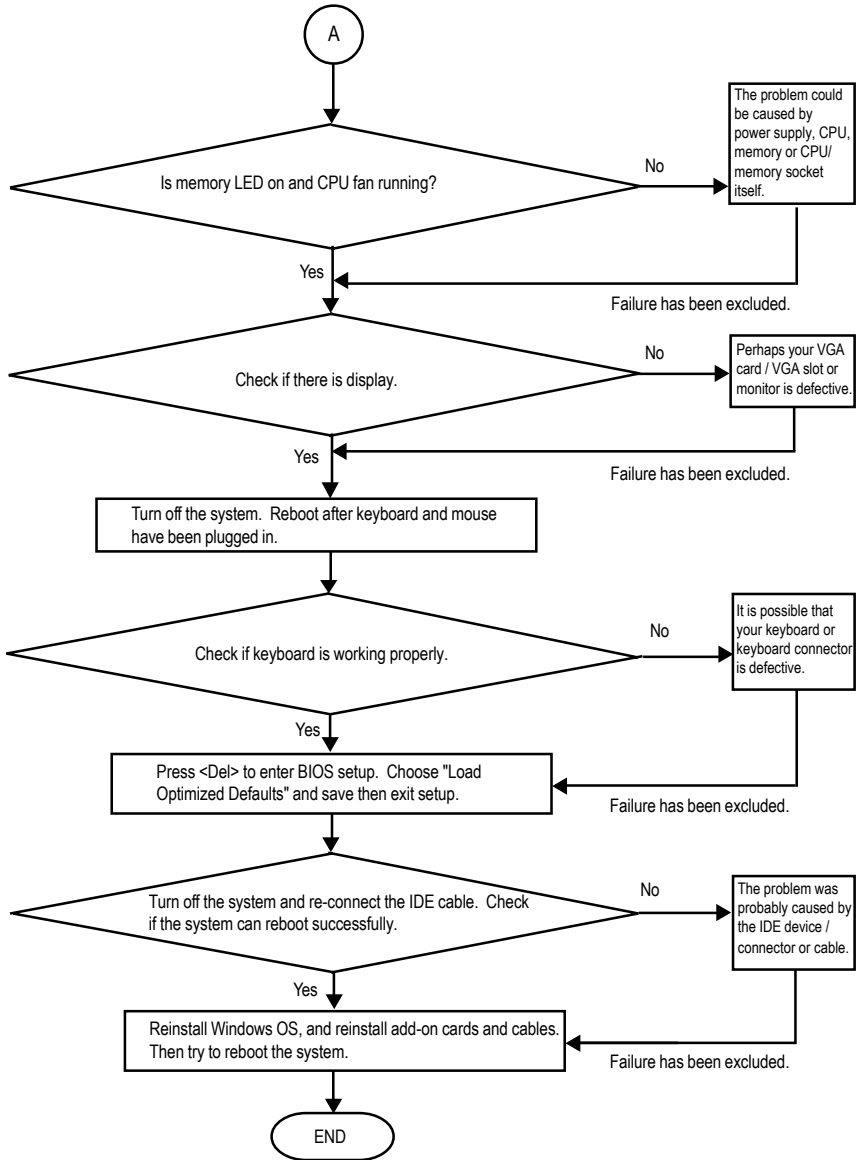 A
Is memory LED on and CPU fan running?
No
The problem could
be caused by
power supply, CPU,
memory or CPU/
memory socket
itself.
Yes
Failure has been excluded.
Check if there is display.
No
Perhaps your VGA
card / VGA slot or
monitor is defective.
Yes
Failure has been excluded.
Turn off the system. Reboot after keyboard and mouse
have been plugged in.
Check if keyboard is working properly.
No
It is possible that
your keyboard or
keyboard connector
is defective.
Yes
Press <Del> to enter BIOS setup. Choose "Load
Optimized Defaults" and save then exit setup.
Failure has been excluded.
Turn off the system and re-connect the IDE cable. Check
if the system can reboot successfully.
No
The problem was
probably caused by
the IDE device /
connector or cable.
Yes
Reinstall Windows OS, and reinstall add-on cards and cables.
Then try to reboot the system.
Failure has been excluded.
END